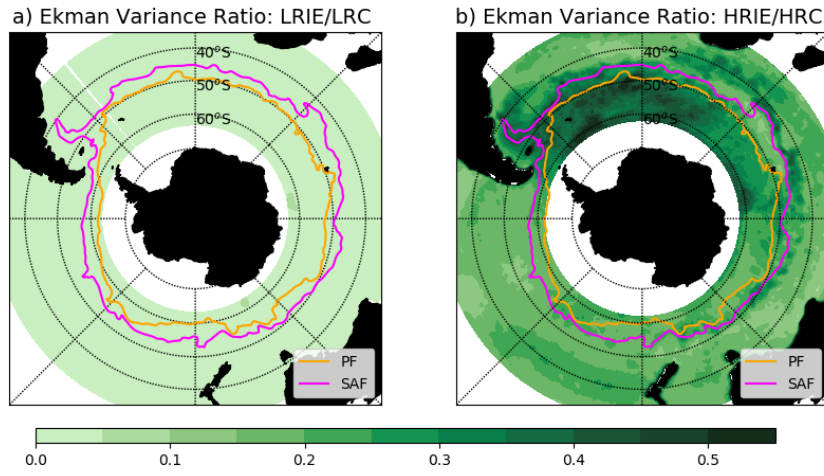 a) Ekman Variance Ratio: LRIE/LRC
b) Ekman Variance Ratio: HRIE/HRC
40°S
50°S
60°S
40°S
50°S
60°S
PF
SAF
PF
SAF
0.0 0.1 0.2 0.3 0.4 0.5